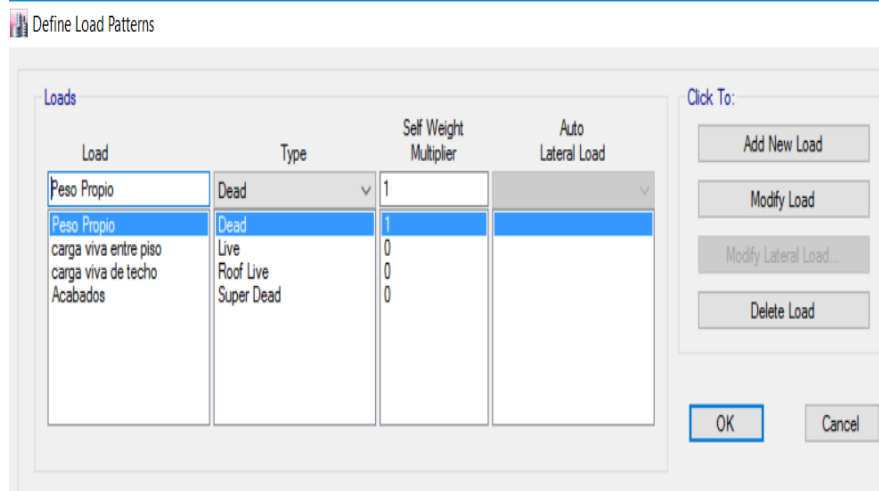 Define Load Patterns
Loads
Click To:
Load Type Self Weight Multiplier Auto Lateral Load
Peso Propio Dead 1
Peso Propio Dead 1
carga viva entre piso Live 0
carga viva de techo Roof Live 0
Acabados Super Dead 0
Add New Load
Modify Load
Modify Lateral Load...
Delete Load
OK Cancel